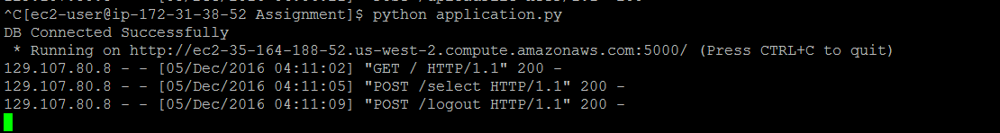 ^C[ec2-user@ip-172-31-38-52 Assignment]$ python application.py
DB Connected Successfully
 * Running on http://ec2-35-164-188-52.us-west-2.compute.amazonaws.com:5000/ (Press CTRL+C to quit)
129.107.80.8 - - [05/Dec/2016 04:11:02] "GET / HTTP/1.1" 200 -
129.107.80.8 - - [05/Dec/2016 04:11:05] "POST /select HTTP/1.1" 200 -
129.107.80.8 - - [05/Dec/2016 04:11:09] "POST /logout HTTP/1.1" 200 -